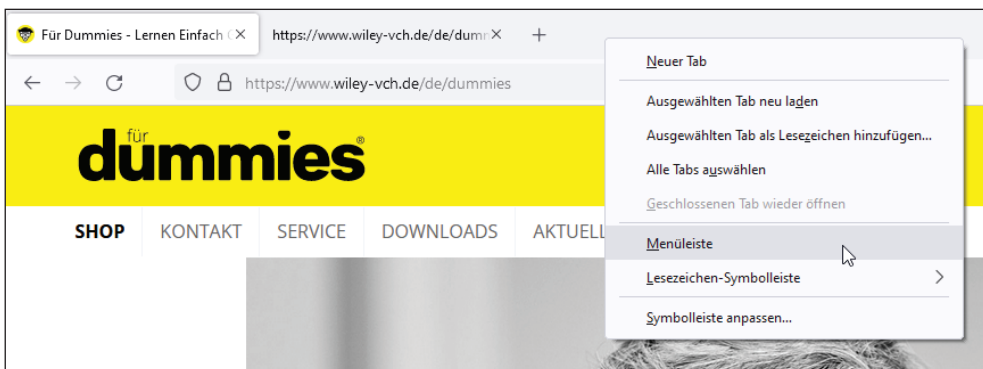 Für Dummies - Lernen Einfach
https://www.wiley-vch.de/de/dumm
https://www.wiley-vch.de/de/dummies
für
dummies®
SHOP KONTAKT SERVICE DOWNLOADS AKTUELL
Neuer Tab
Ausgewählten Tab neu laden
Ausgewählten Tab als Lesezeichen hinzufügen...
Alle Tabs auswählen
Geschlossenen Tab wieder öffnen
Menüleiste
Lesezeichen-Symbolleiste
Symbolleiste anpassen...